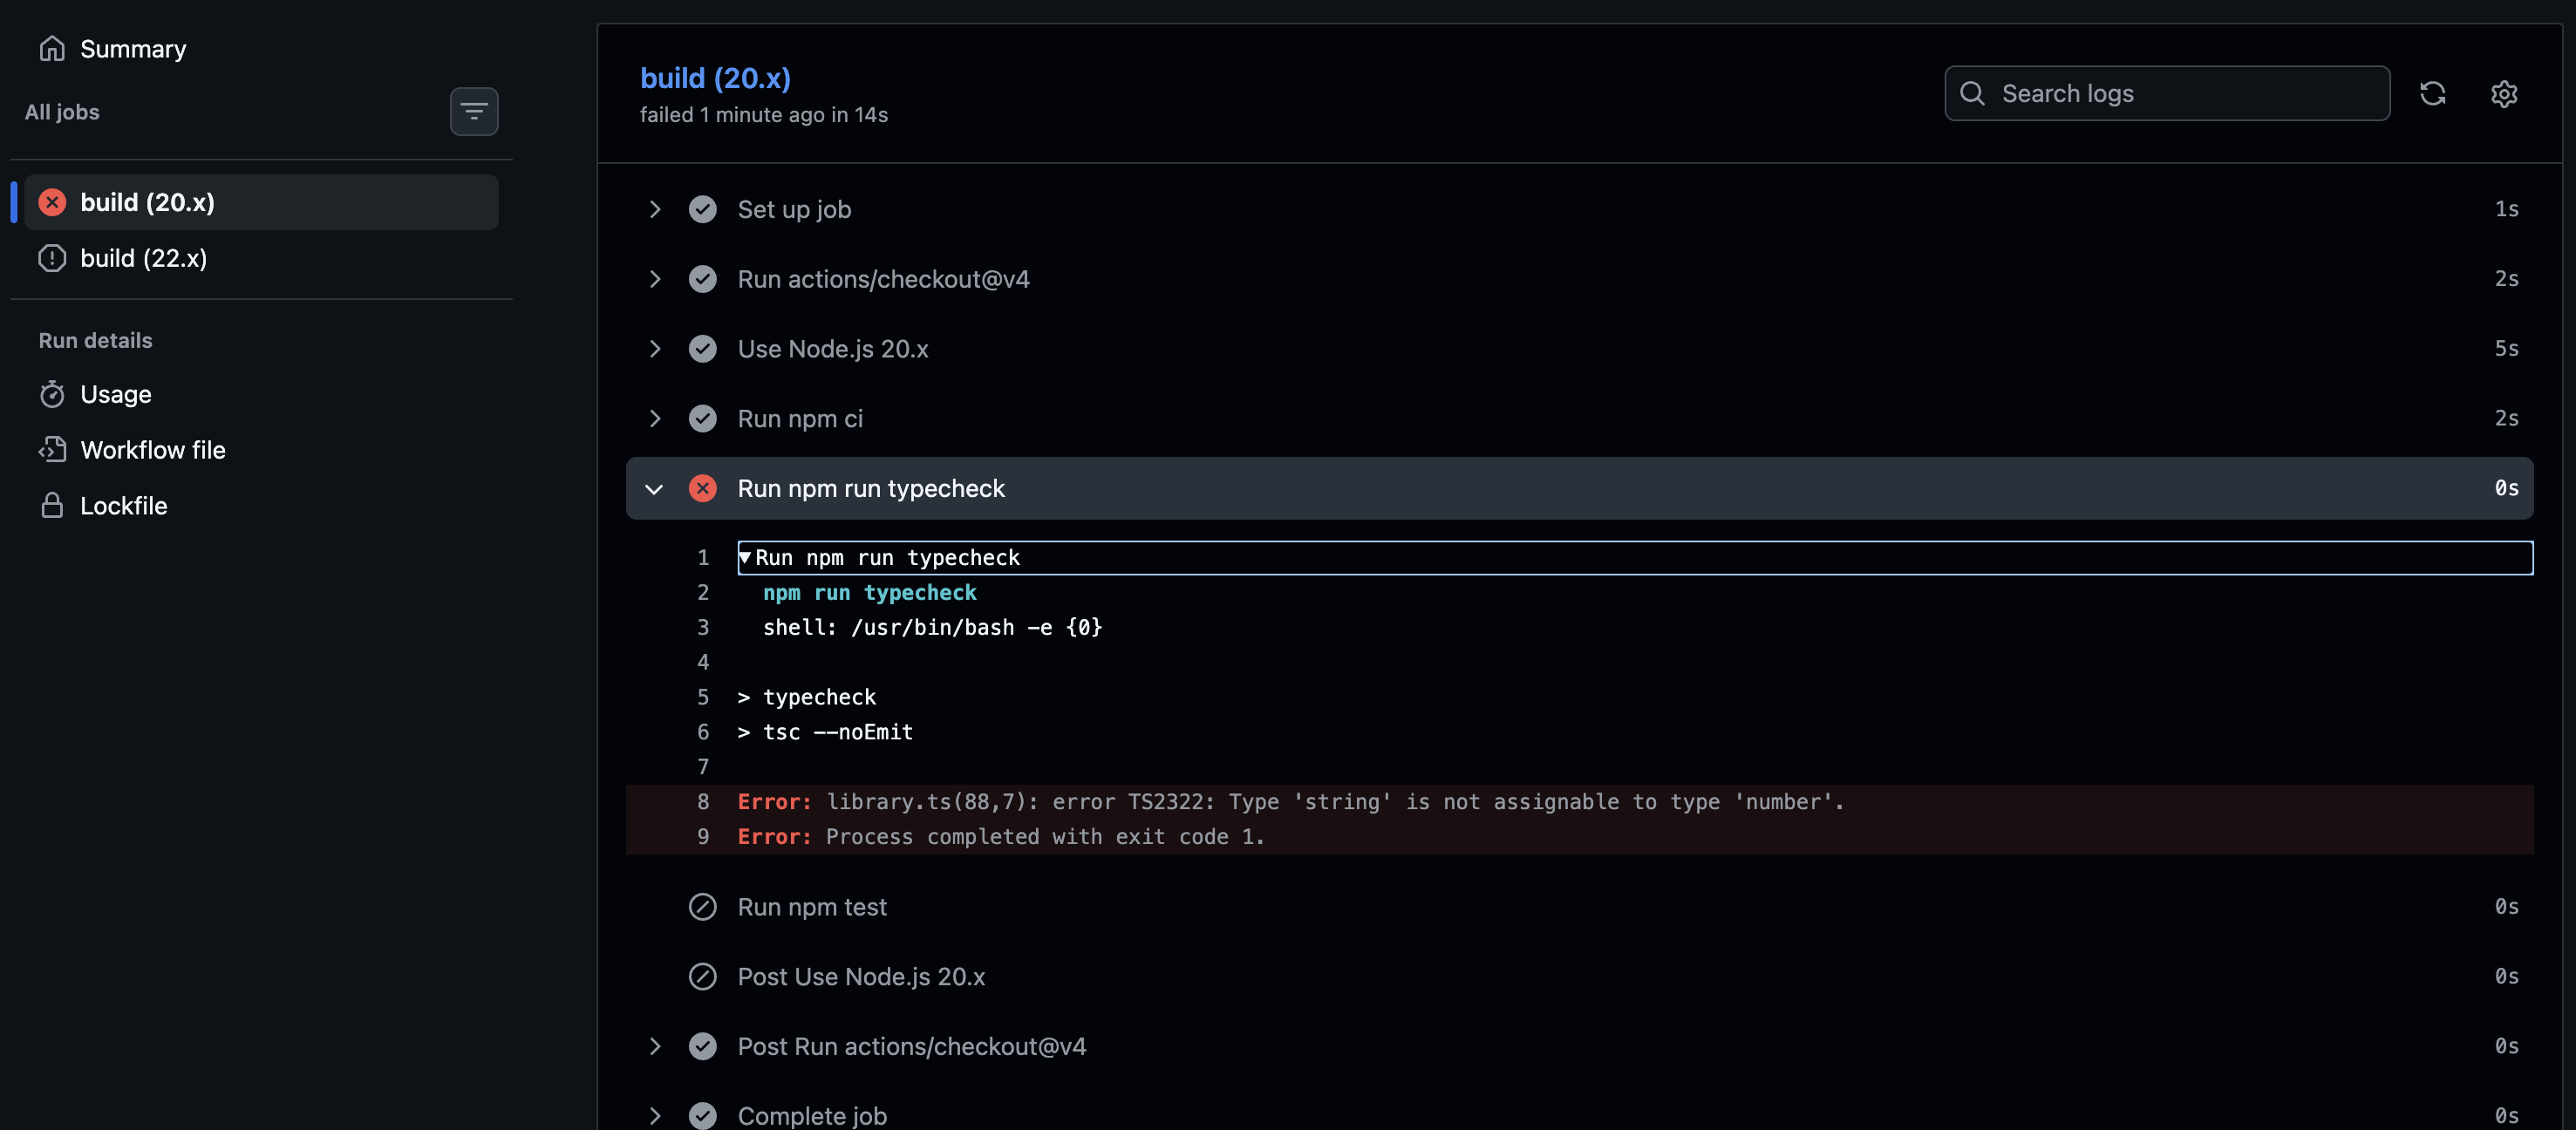 Summary
All jobs
build (20.x)
build (22.x)
Run details
Usage
Workflow file
Lockfile
build (20.x)
failed 1 minute ago in 14s
Search logs
Set up job 1s
Run actions/checkout@v4 2s
Use Node.js 20.x 5s
Run npm ci 2s
Run npm run typecheck 0s
1 ▼Run npm run typecheck
2 npm run typecheck
3 shell: /usr/bin/bash -e {0}
4
5 > typecheck
6 > tsc --noEmit
7
8 Error: library.ts(88,7): error TS2322: Type 'string' is not assignable to type 'number'.
9 Error: Process completed with exit code 1.
Run npm test 0s
Post Use Node.js 20.x 0s
Post Run actions/checkout@v4 0s
Complete job 0s